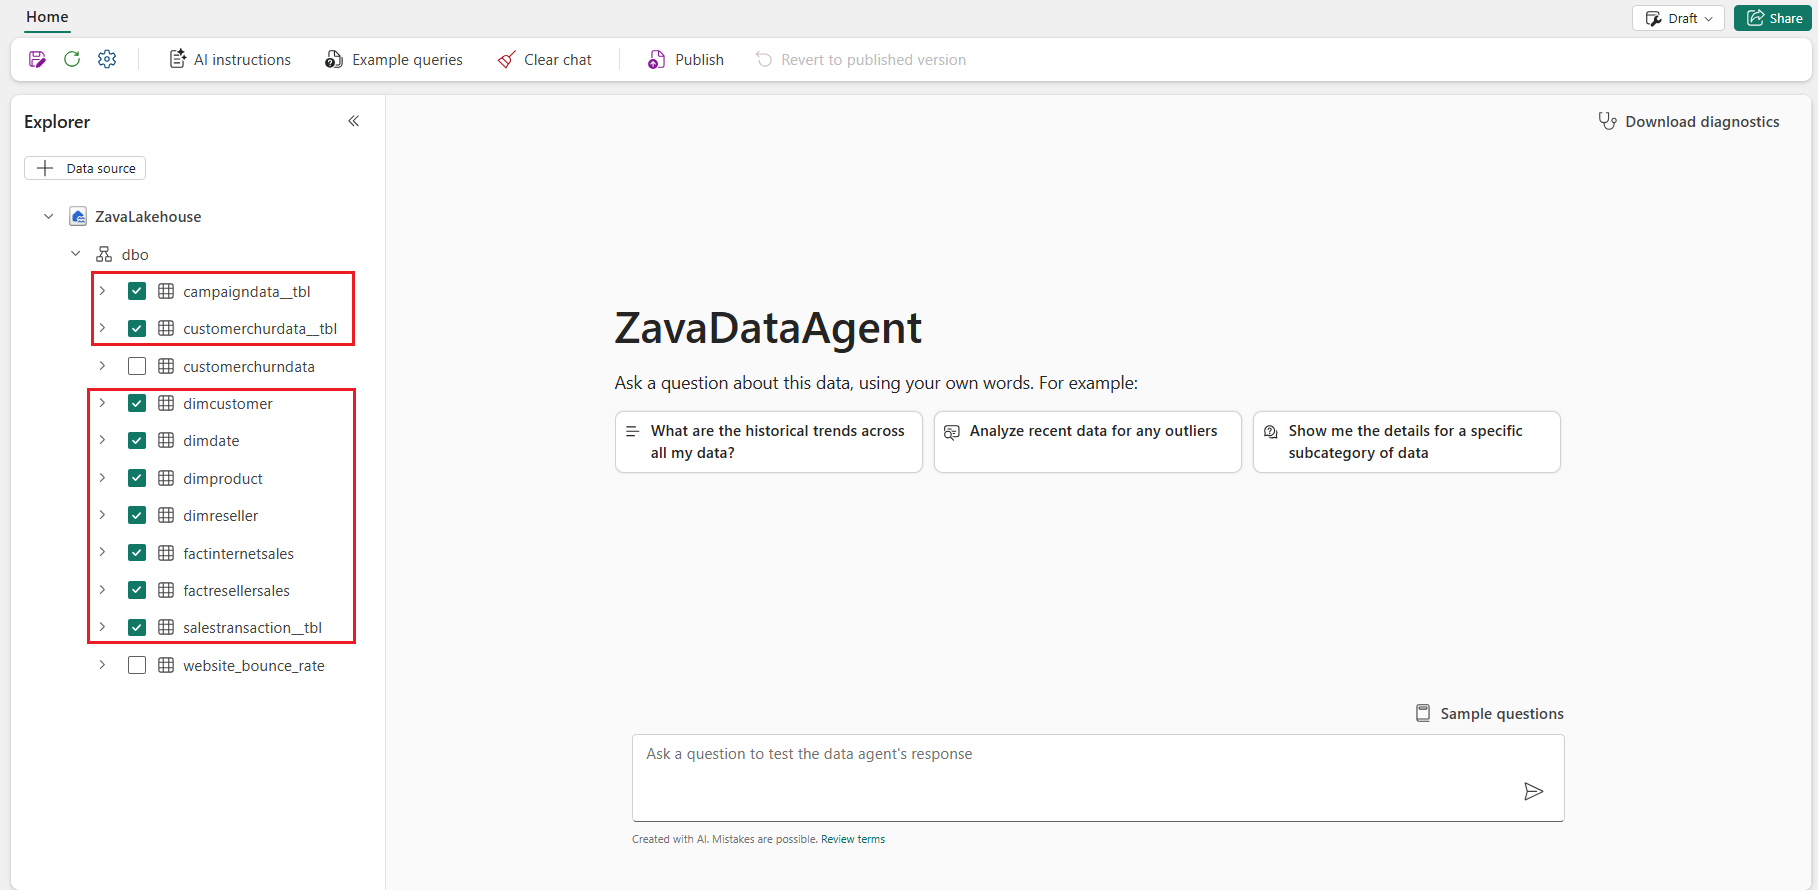 Home
Draft
Share
AI instructions
Example queries
Clear chat
Publish
Revert to published version
Explorer
Download diagnostics
Data source
ZavaLakehouse
dbo
campaigndata__tbl
customerchurdata__tbl
customerchurndata
dimcustomer
dimdate
dimproduct
dimreseller
factinternetsales
factresellersales
salestransaction__tbl
website_bounce_rate
ZavaDataAgent
Ask a question about this data, using your own words. For example:
What are the historical trends across
all my data?
Analyze recent data for any outliers
Show me the details for a specific
subcategory of data
Sample questions
Ask a question to test the data agent's response
Created with AI. Mistakes are possible. Review terms